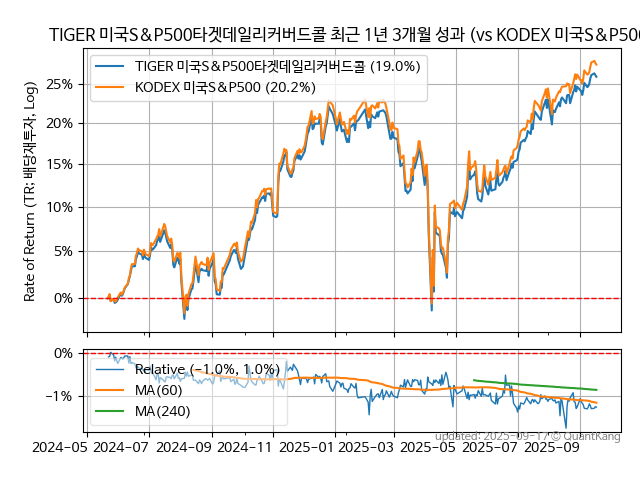 TIGER 미국S&P500타겟데일리커버드콜 최근 1년 3개월 성과 (vs KODEX 미국S&P500
TIGER 미국S&P500타겟데일리커버드콜 (19.0%)
KODEX 미국S&P500 (20.2%)
Rate of Return (TR: 배당재투자, Log)
25%
20%
15%
10%
5%
0%
0%
−1%
Relative (−1.0%, 1.0%)
MA(60)
MA(240)
updated: 2025-09-17 © QuantKang
2024-05 2024-07 2024-09 2024-11 2025-01 2025-03 2025-05 2025-07 2025-09